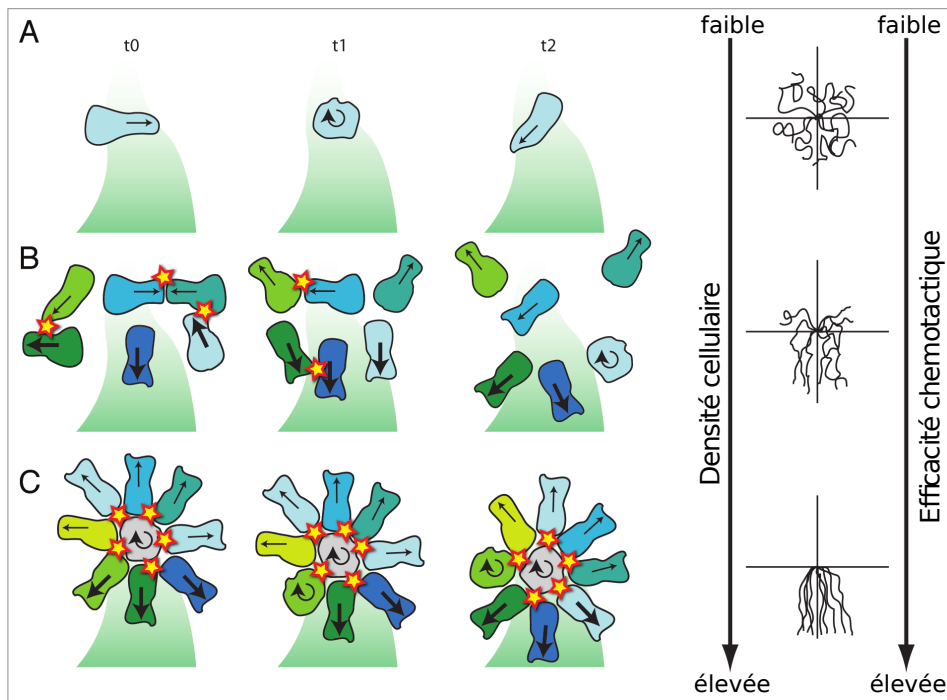 A
t0
t1
t2
B
C
faible
faible
Densité cellulaire
Efficacité chemotactique
élevée
élevée